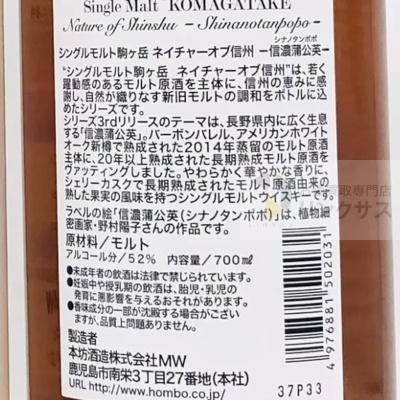 Single Malt "KOMAGATAKE"
Nature of Shinshu －Shinanotanpopo－
シナノタンポポ
シングルモルト駒ヶ岳 ネイチャーオブ信州 －信濃蒲公英－
"シングルモルト駒ヶ岳 ネイチャーオブ信州"は、若く
躍動感のあるモルト原酒を主体に、信州の恵みに感
謝し、自然が織りなす新旧モルトの調和をボトルに込
めたシリーズです。
シリーズ3rdリリースのテーマは、長野県内に広く生息す
る「信濃蒲公英」。バーボンバレル、アメリカンホワイト
オーク新樽で熟成された2014年蒸留のモルト原酒
主体に、20年以上熟成された長期熟成モルト原酒を
ヴァッティングしました。やわらかく華やかな香りに、
シェリーカスクで長期熟成されたモルト原酒由来の
熟した果実の風味を持つシングルモルトウイスキーです。
ラベルの絵「信濃蒲公英(シナノタンポポ)」は、植物細
密画家・野村陽子さんの作品です。
原材料/モルト
アルコール分/52% 内容量/700㎖
●未成年者の飲酒は法律で禁じられています。
●妊娠中や授乳期の飲酒は、胎児・乳児の
発育に悪影響を与えるおそれがあります。
●香味成分の一部が沈殿する場合がござい
ますが、品質上問題ありません。
製造者
本坊酒造株式会社MW
鹿児島市南栄3丁目27番地(本社)
URL http://www.hombo.co.jp/
4976881502031
37P33
取専門店
クサス